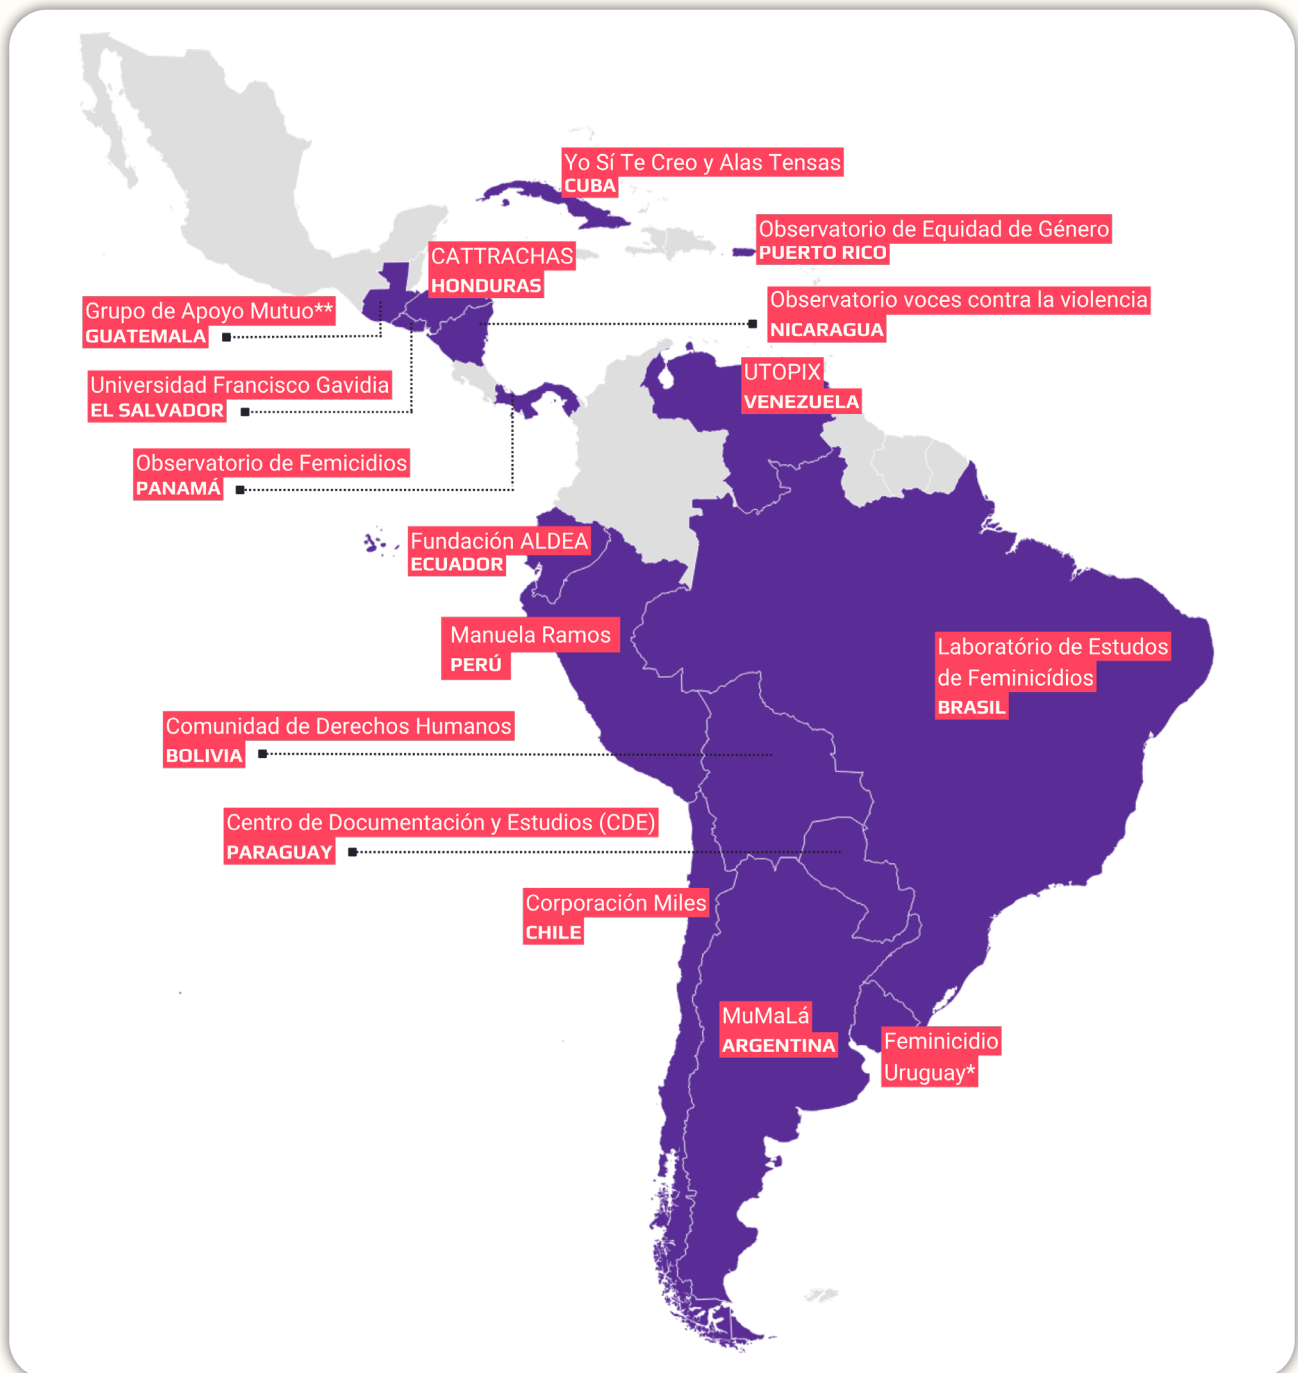 Yo Sí Te Creo y Alas Tensas
CUBA
Observatorio de Equidad de Género
PUERTO RICO
CATTRACHAS
HONDURAS
Observatorio voces contra la violencia
NICARAGUA
Grupo de Apoyo Mutuo**
GUATEMALA
UTOPIX
VENEZUELA
Universidad Francisco Gavidia
EL SALVADOR
Observatorio de Femicidios
PANAMÁ
Fundación ALDEA
ECUADOR
Manuela Ramos
PERÚ
Laboratório de Estudos
de Feminicídios
BRASIL
Comunidad de Derechos Humanos
BOLIVIA
Centro de Documentación y Estudios (CDE)
PARAGUAY
Corporación Miles
CHILE
MuMaLá
ARGENTINA
Feminicidio
Uruguay*